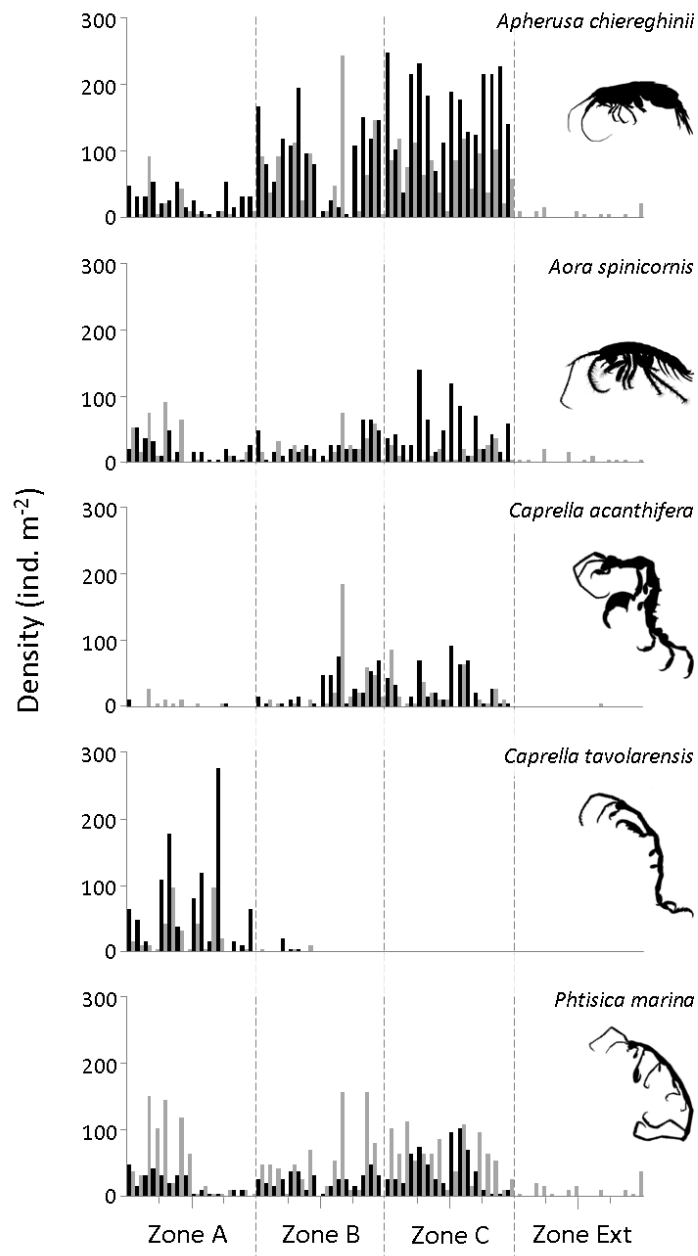 300
Apherusa chiereghinii
200
100
0
300
Aora spinicornis
200
100
0
Density (ind. m-2)
300
Caprella acanthifera
200
100
0
300
Caprella tavolarensis
200
100
0
300
Phtisica marina
200
100
0
Zone A Zone B Zone C Zone Ext